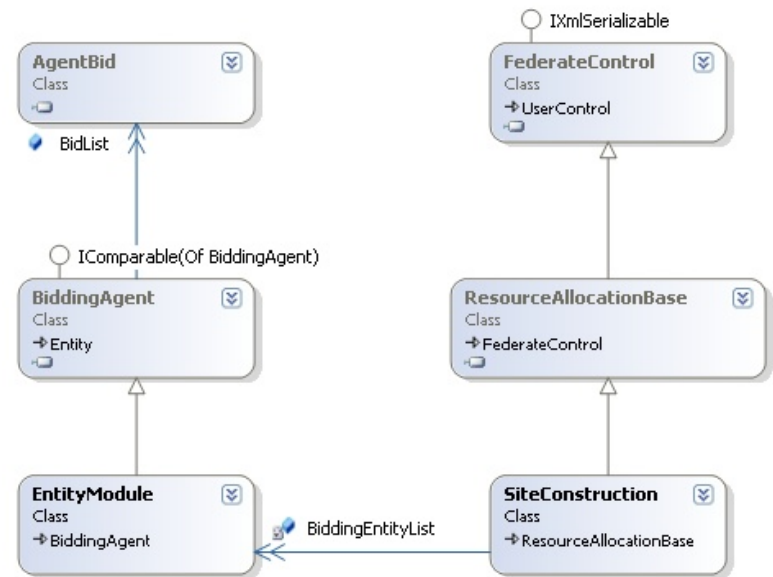 IXmlSerializable
AgentBid
Class
FederateControl
Class
UserControl
BidList
IComparable(Of BiddingAgent)
BiddingAgent
Class
Entity
ResourceAllocationBase
Class
FederateControl
EntityModule
Class
BiddingAgent
BiddingEntityList
SiteConstruction
Class
ResourceAllocationBase